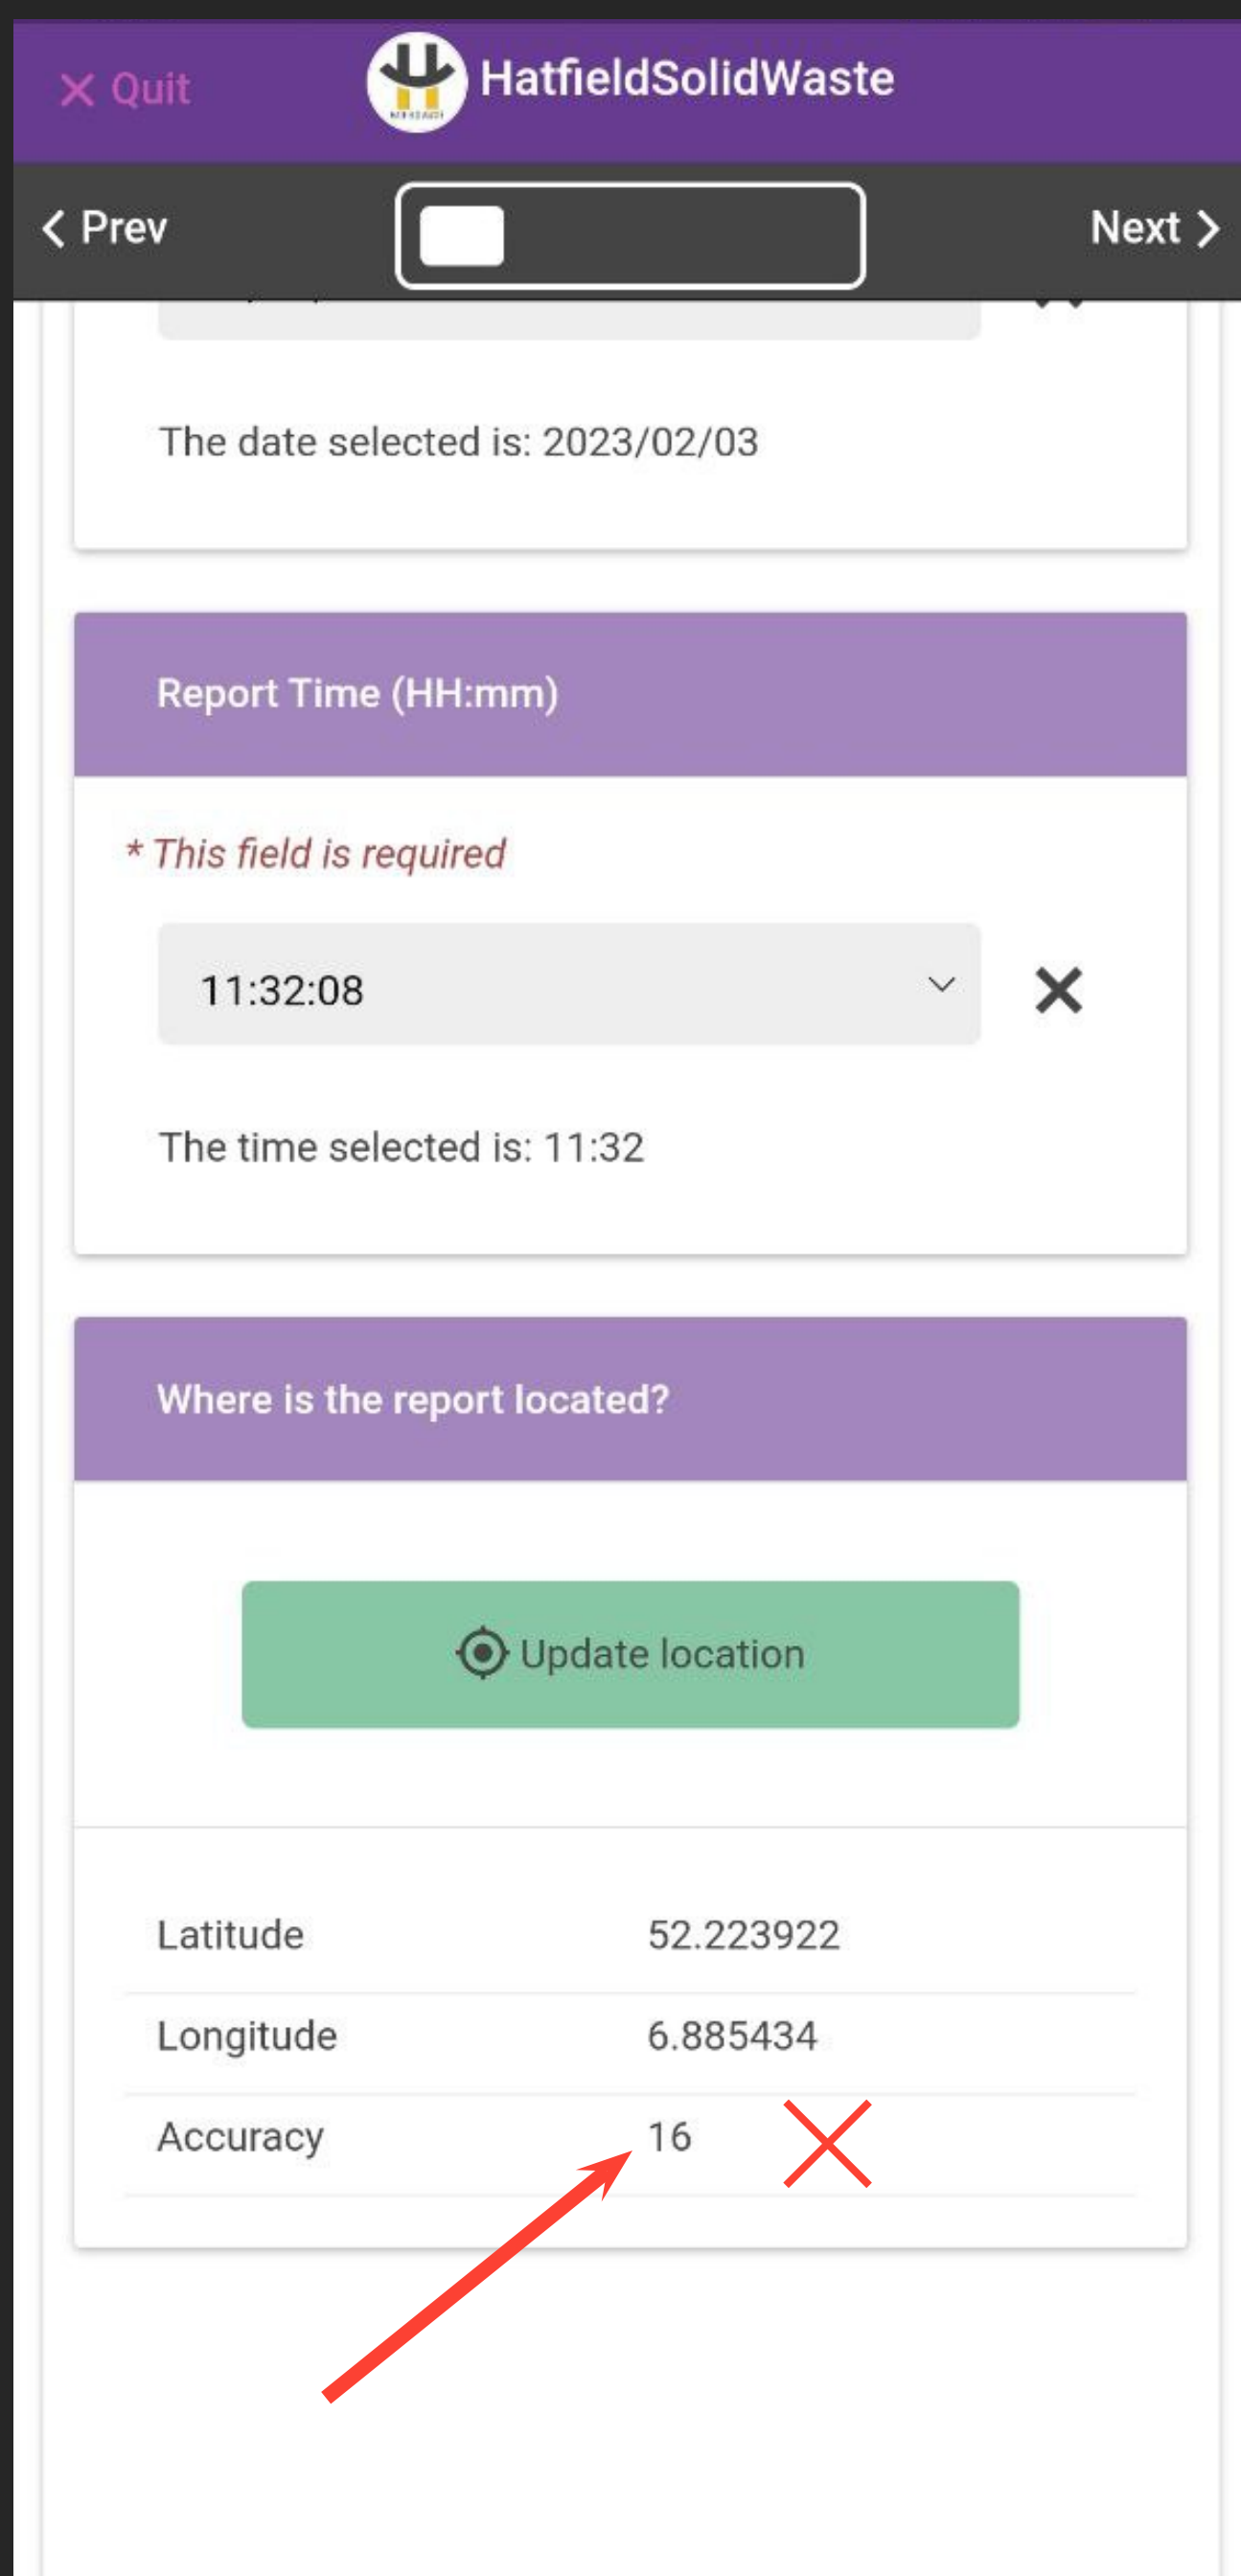 Quit
HatfieldSolidWaste
Prev
Next
The date selected is: 2023/02/03
Report Time (HH:mm)
* This field is required
11:32:08
The time selected is: 11:32
Where is the report located?
Update location
Latitude 52.223922
Longitude 6.885434
Accuracy 16